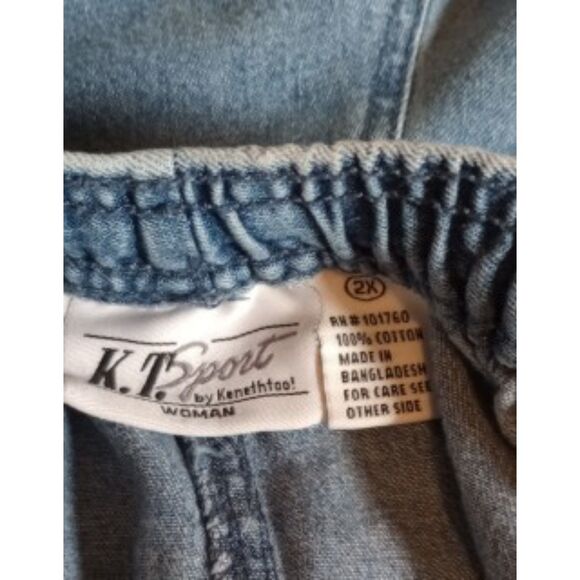 K.T. Sport
by Kenethtoo!
WOMAN
2X
RN# 101760
100% COTTON
MADE IN
BANGLADESH
FOR CARE SEE
OTHER SIDE